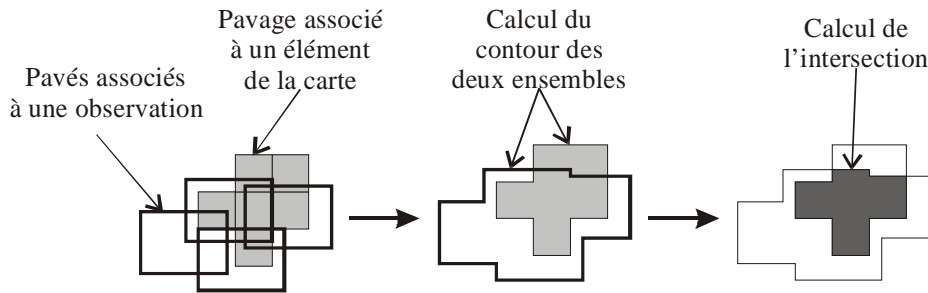 Pavés associés
à une observation
Pavage associé
à un élément
de la carte
Calcul du
contour des
deux ensembles
Calcul de
l'intersection